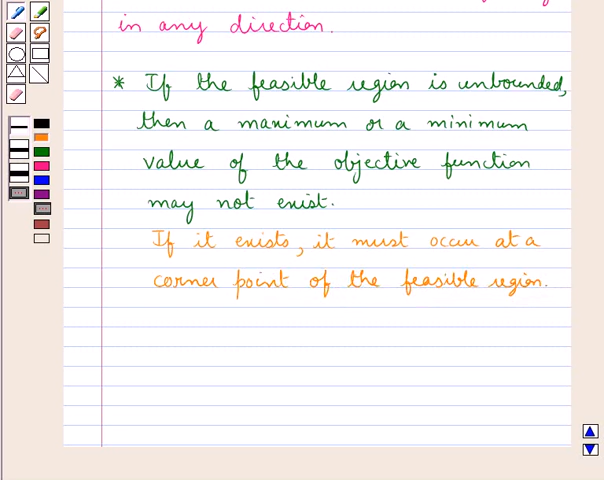 in any direction.
* If the feasible region is unbounded,
then a maximum or a minimum
value of the objective function
may not exist.
If it exists, it must occur at a
corner point of the feasible region.